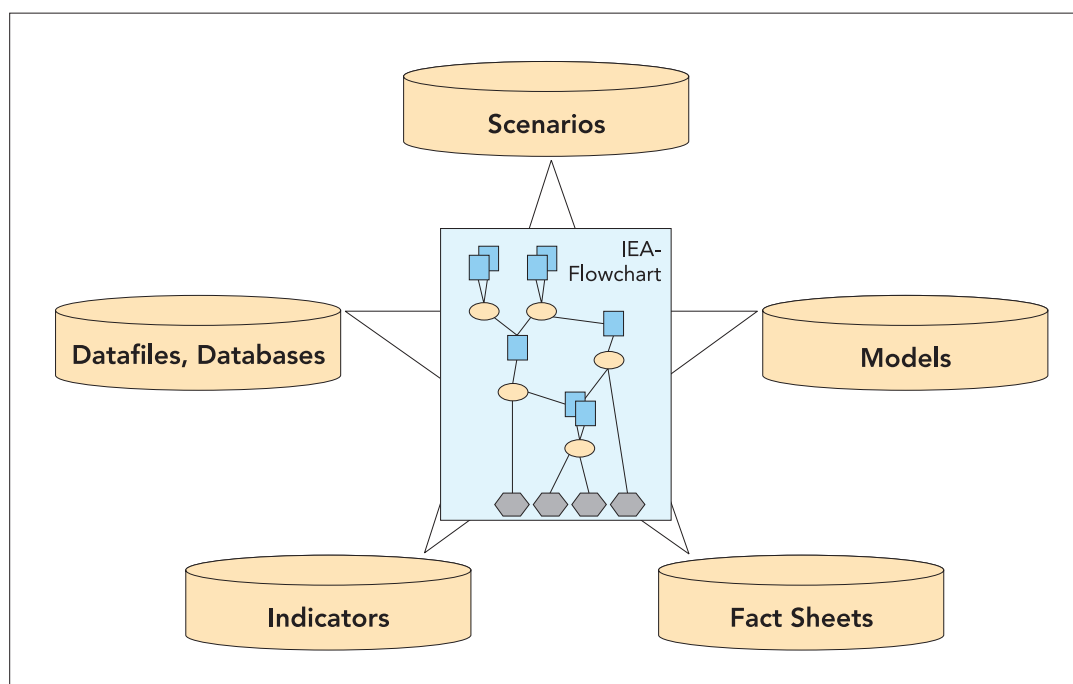 Scenarios
IEA-
Flowchart
Datafiles, Databases
Models
Indicators
Fact Sheets